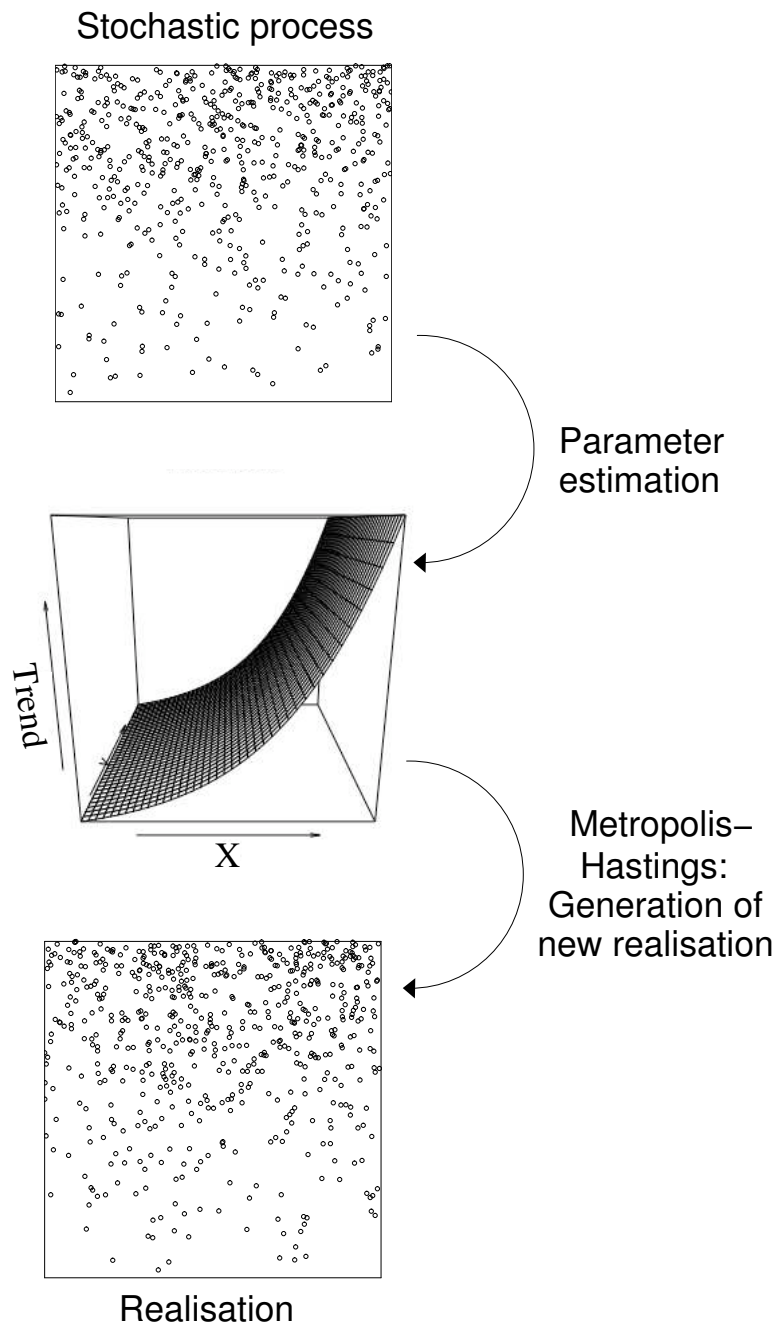 Stochastic process
Parameter
estimation
Trend
Y
X
Metropolis–
Hastings:
Generation of
new realisation
Realisation